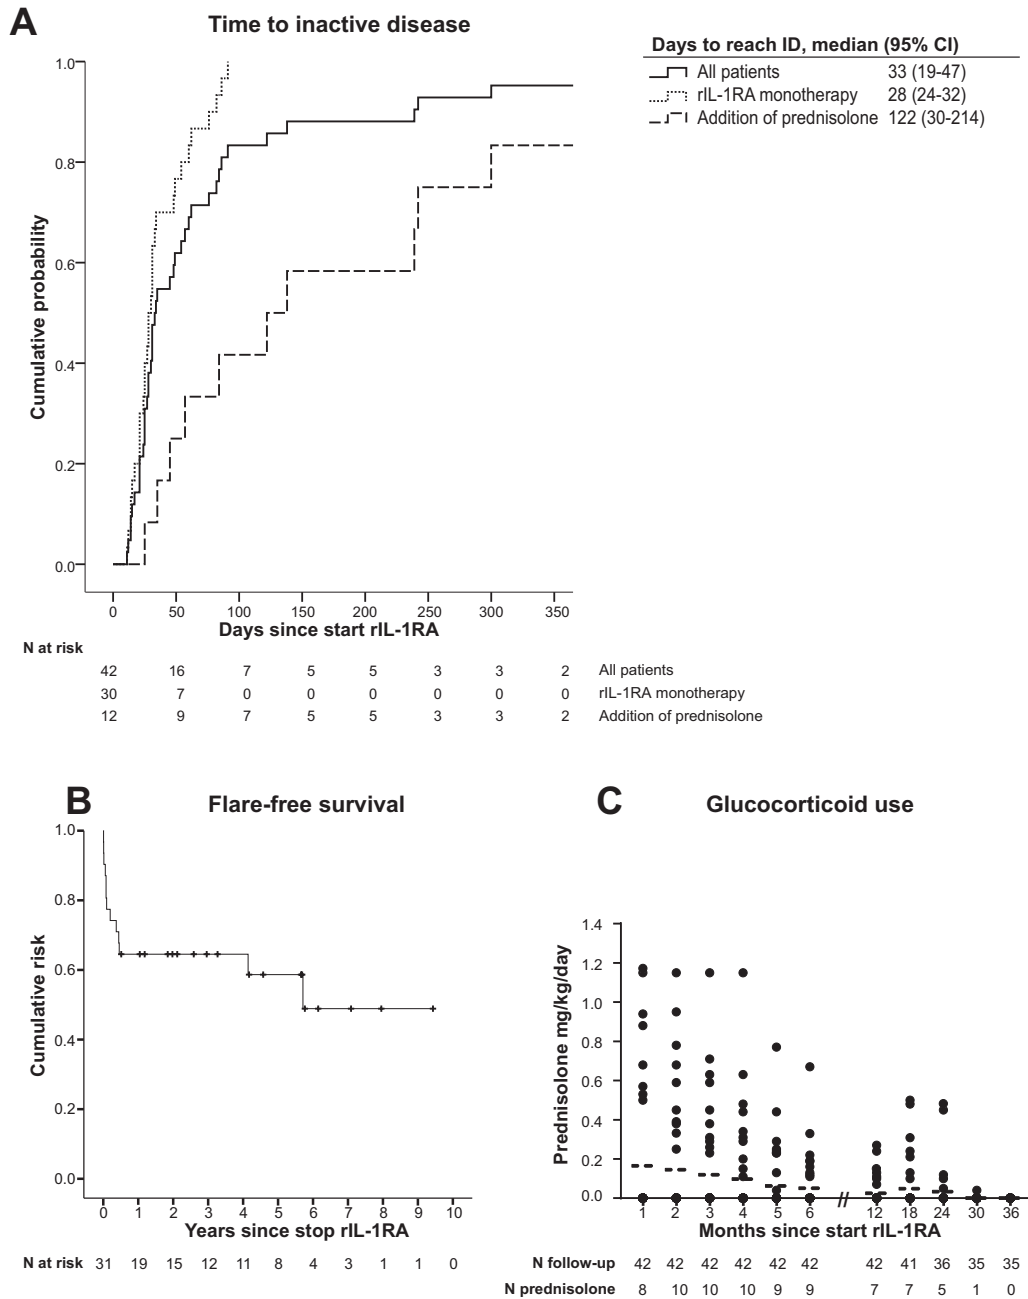 A
Time to inactive disease
Days to reach ID, median (95% CI)
All patients 33 (19-47)
rIL-1RA monotherapy 28 (24-32)
Addition of prednisolone 122 (30-214)
Cumulative probability
1.0
0.8
0.6
0.4
0.2
0.0
0 50 100 150 200 250 300 350
Days since start rIL-1RA
N at risk
42 16 7 5 5 3 3 2 All patients
30 7 0 0 0 0 0 0 rIL-1RA monotherapy
12 9 7 5 5 3 3 2 Addition of prednisolone
B
Flare-free survival
Cumulative risk
1.0
0.8
0.6
0.4
0.2
0.0
0 1 2 3 4 5 6 7 8 9 10
Years since stop rIL-1RA
N at risk 31 19 15 12 11 8 4 3 1 1 0
C
Glucocorticoid use
Prednisolone mg/kg/day
1.4
1.2
1.0
0.8
0.6
0.4
0.2
0.0
1 2 3 4 5 6 // 12 18 24 30 36
Months since start rIL-1RA
N follow-up 42 42 42 42 42 42 42 41 36 35 35
N prednisolone 8 10 10 10 9 9 7 7 5 1 0